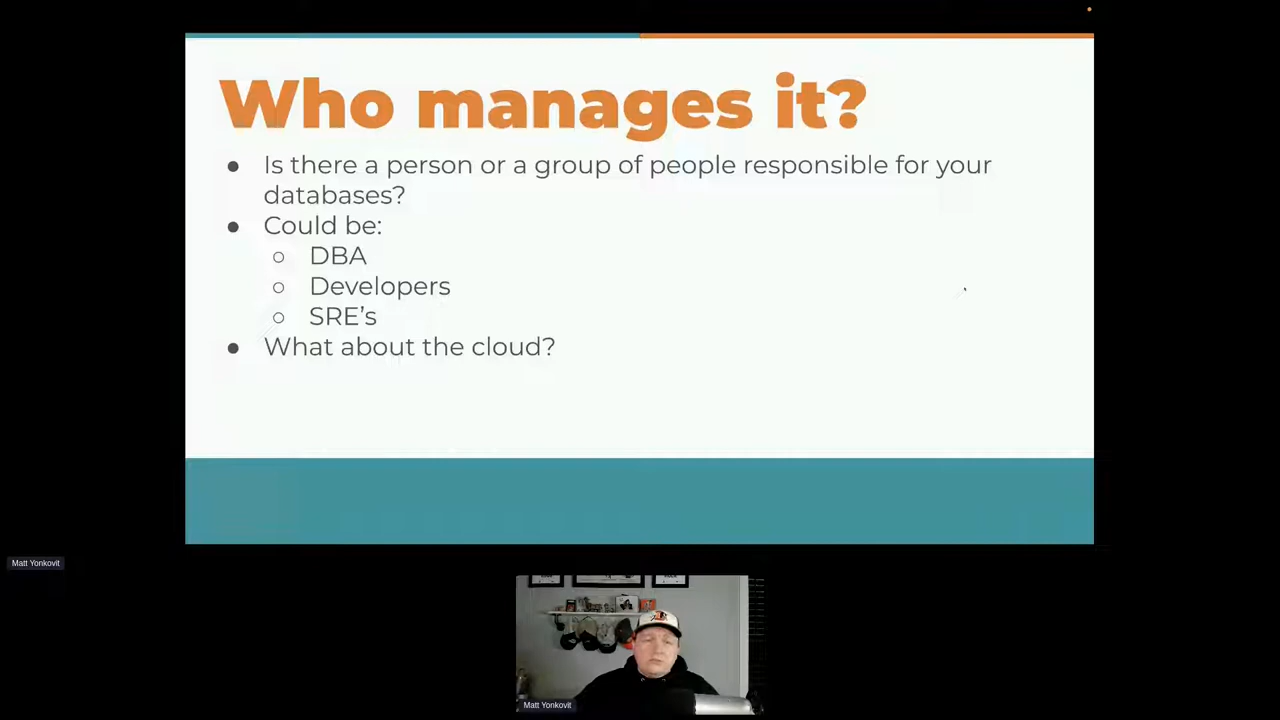 Who manages it?
● Is there a person or a group of people responsible for your
databases?
● Could be:
○ DBA
○ Developers
○ SRE's
● What about the cloud?
Matt Yonkovit
Matt Yonkovit